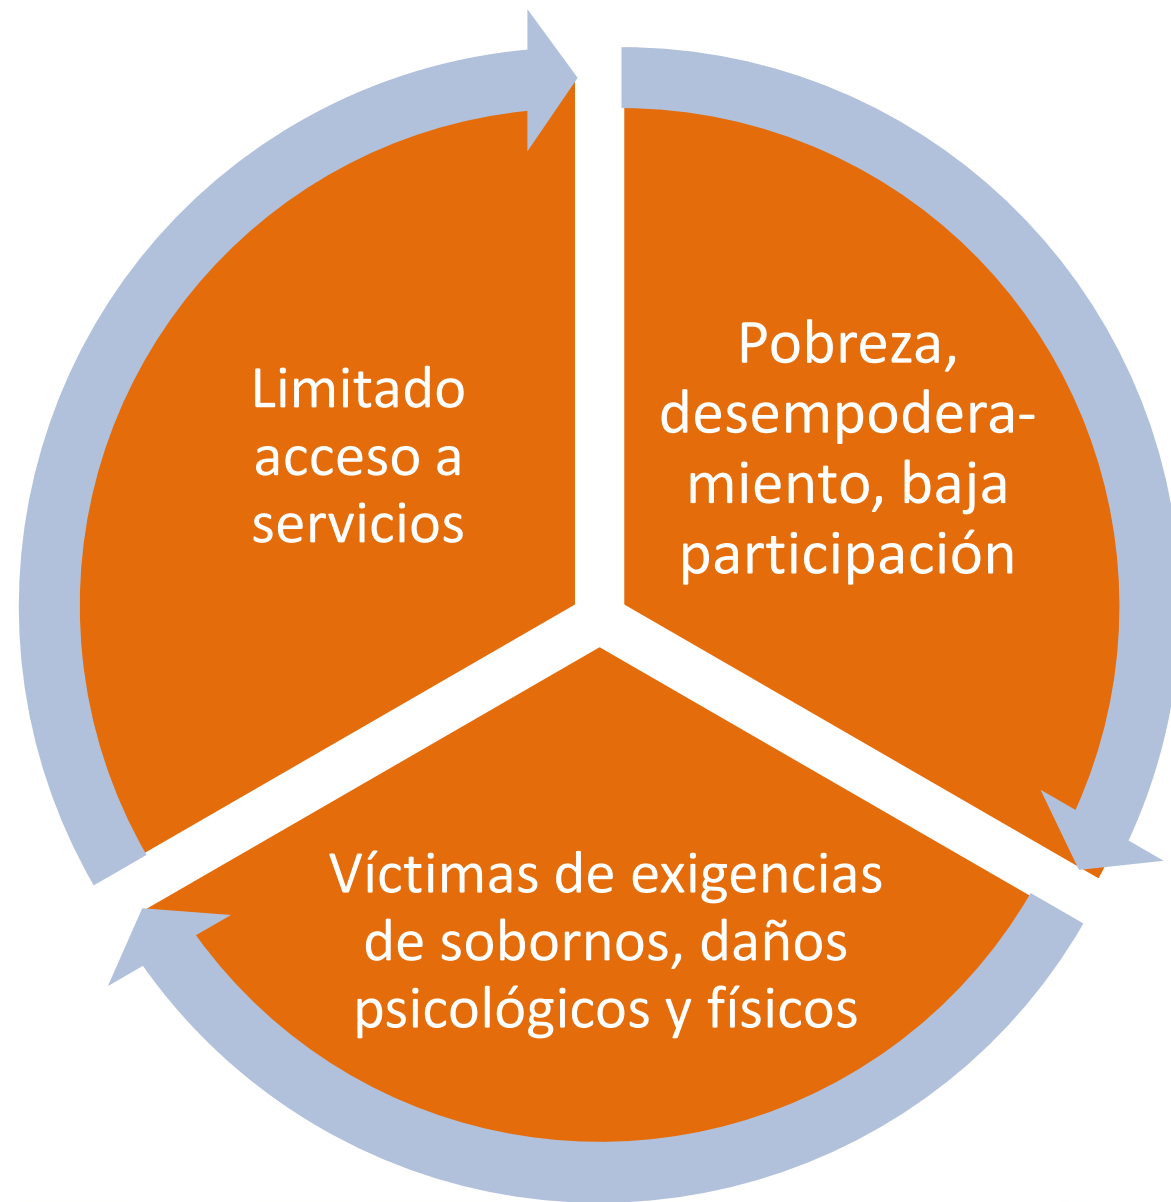 Limitado
acceso a
servicios
Pobreza,
desempodera-
miento, baja
participación
Víctimas de exigencias
de sobornos, daños
psicológicos y físicos